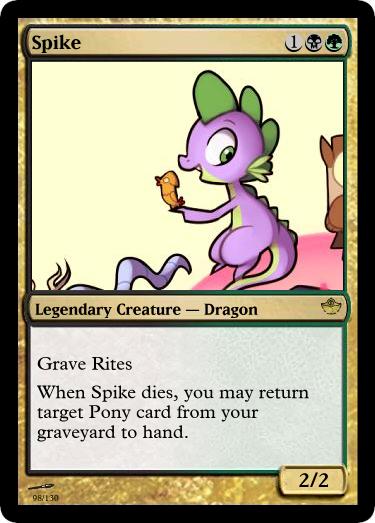 Spike 1
Legendary Creature — Dragon
Grave Rites
When Spike dies, you may return
target Pony card from your
graveyard to hand.
2/2
98/130